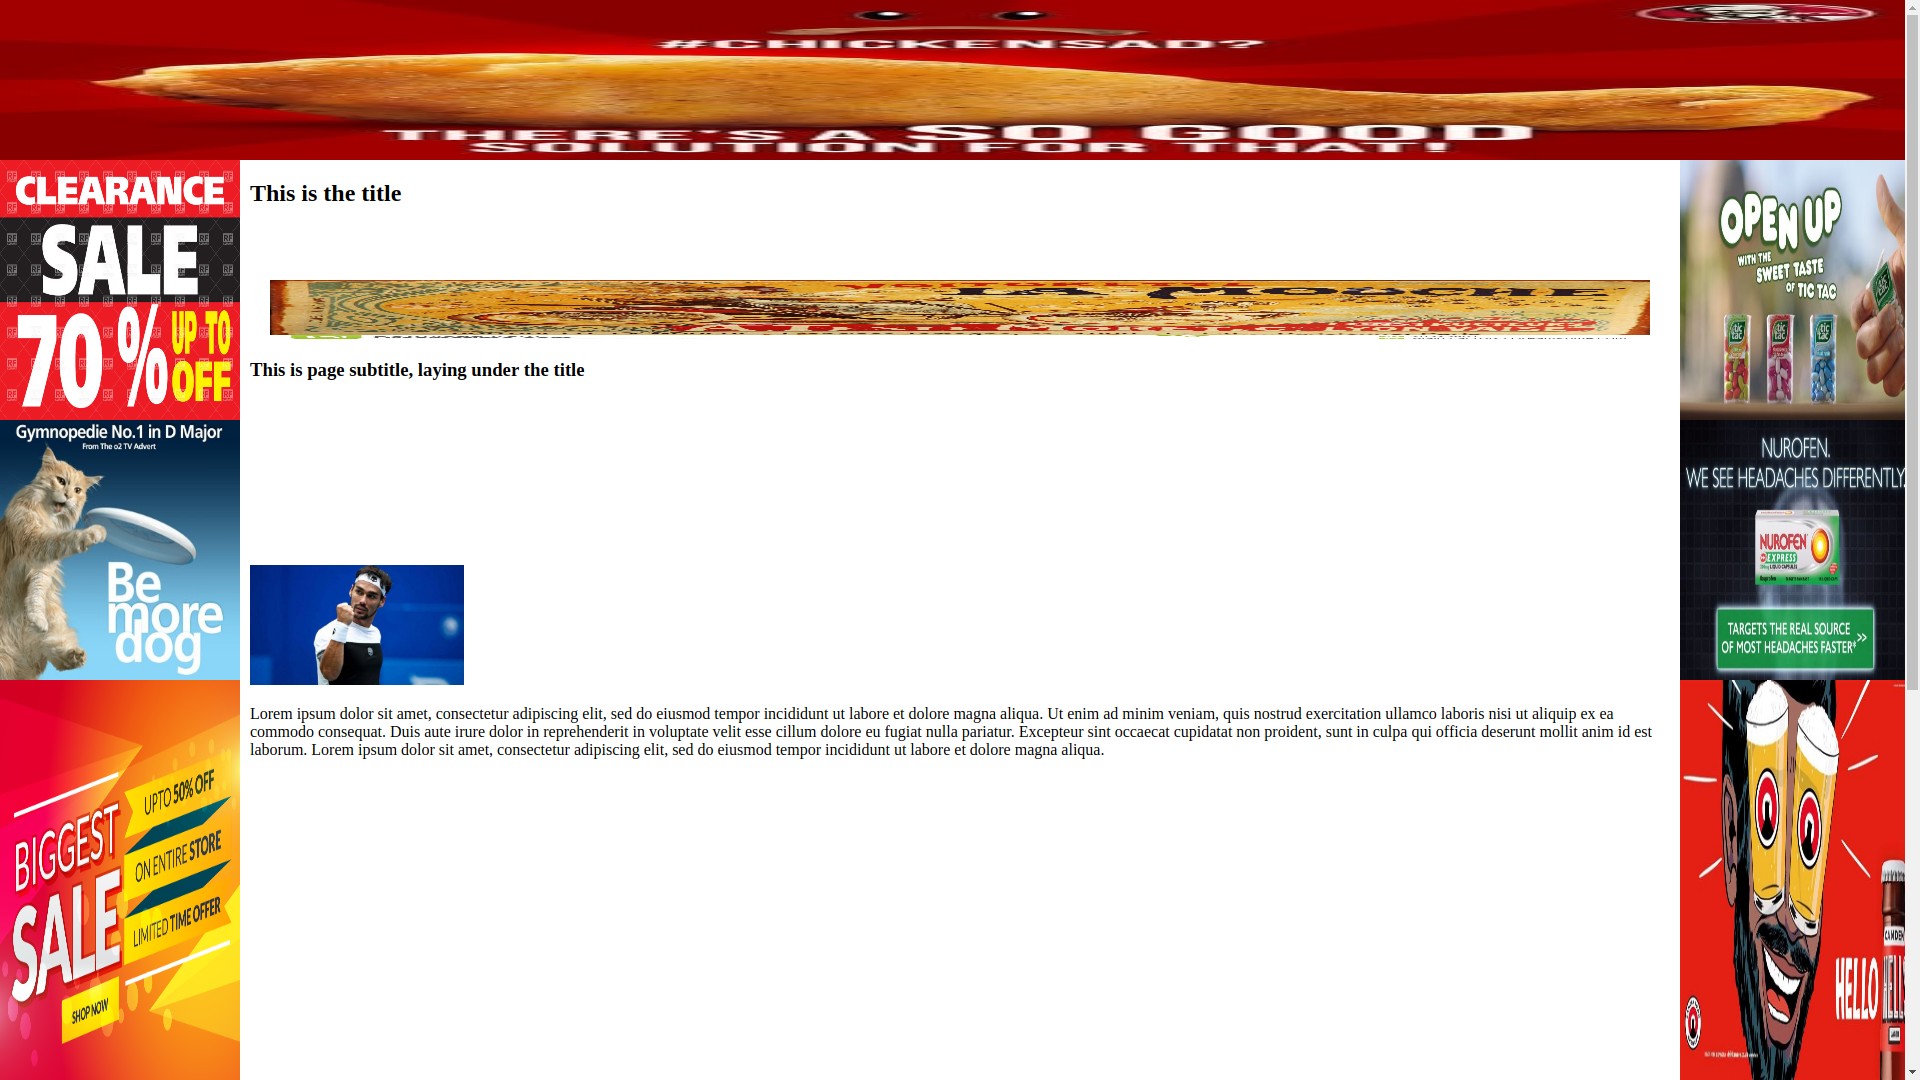 #CHICKENSAD?
THERE'S A SO GOOD
SOLUTION FOR THAT!
CLEARANCE
SALE
70% UP TO
OFF
Gymnopedie No.1 in D Major
From The o2 TV Advert
Be
more
dog
BIGGEST
SALE
UPTO 50% OFF
ON ENTIRE STORE
LIMITED TIME OFFER
SHOP NOW
This is the title
LA MOUCHE
This is page subtitle, laying under the title
Lorem ipsum dolor sit amet, consectetur adipiscing elit, sed do eiusmod tempor incididunt ut labore et dolore magna aliqua. Ut enim ad minim veniam, quis nostrud exercitation ullamco laboris nisi ut aliquip ex ea
commodo consequat. Duis aute irure dolor in reprehenderit in voluptate velit esse cillum dolore eu fugiat nulla pariatur. Excepteur sint occaecat cupidatat non proident, sunt in culpa qui officia deserunt mollit anim id est
laborum. Lorem ipsum dolor sit amet, consectetur adipiscing elit, sed do eiusmod tempor incididunt ut labore et dolore magna aliqua.
OPEN UP
WITH THE
SWEET TASTE
OF TIC TAC
tic tac
tic tac
tic tac
NUROFEN.
WE SEE HEADACHES DIFFERENTLY.
NUROFEN
EXPRESS
TARGETS THE REAL SOURCE
OF MOST HEADACHES FASTER* >>
CAMDEN
HELLO
HELLS